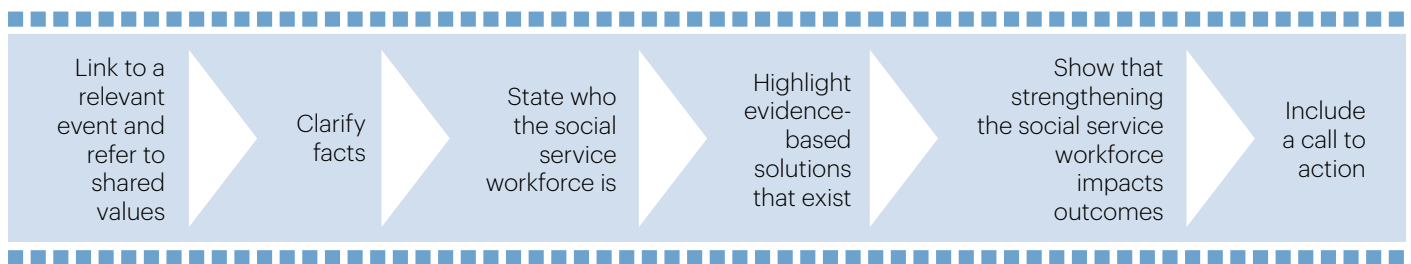 Link to a
relevant
event and
refer to
shared
values
Clarify
facts
State who
the social
service
workforce is
Highlight
evidence-
based
solutions
that exist
Show that
strengthening
the social service
workforce
impacts
outcomes
Include
a call to
action